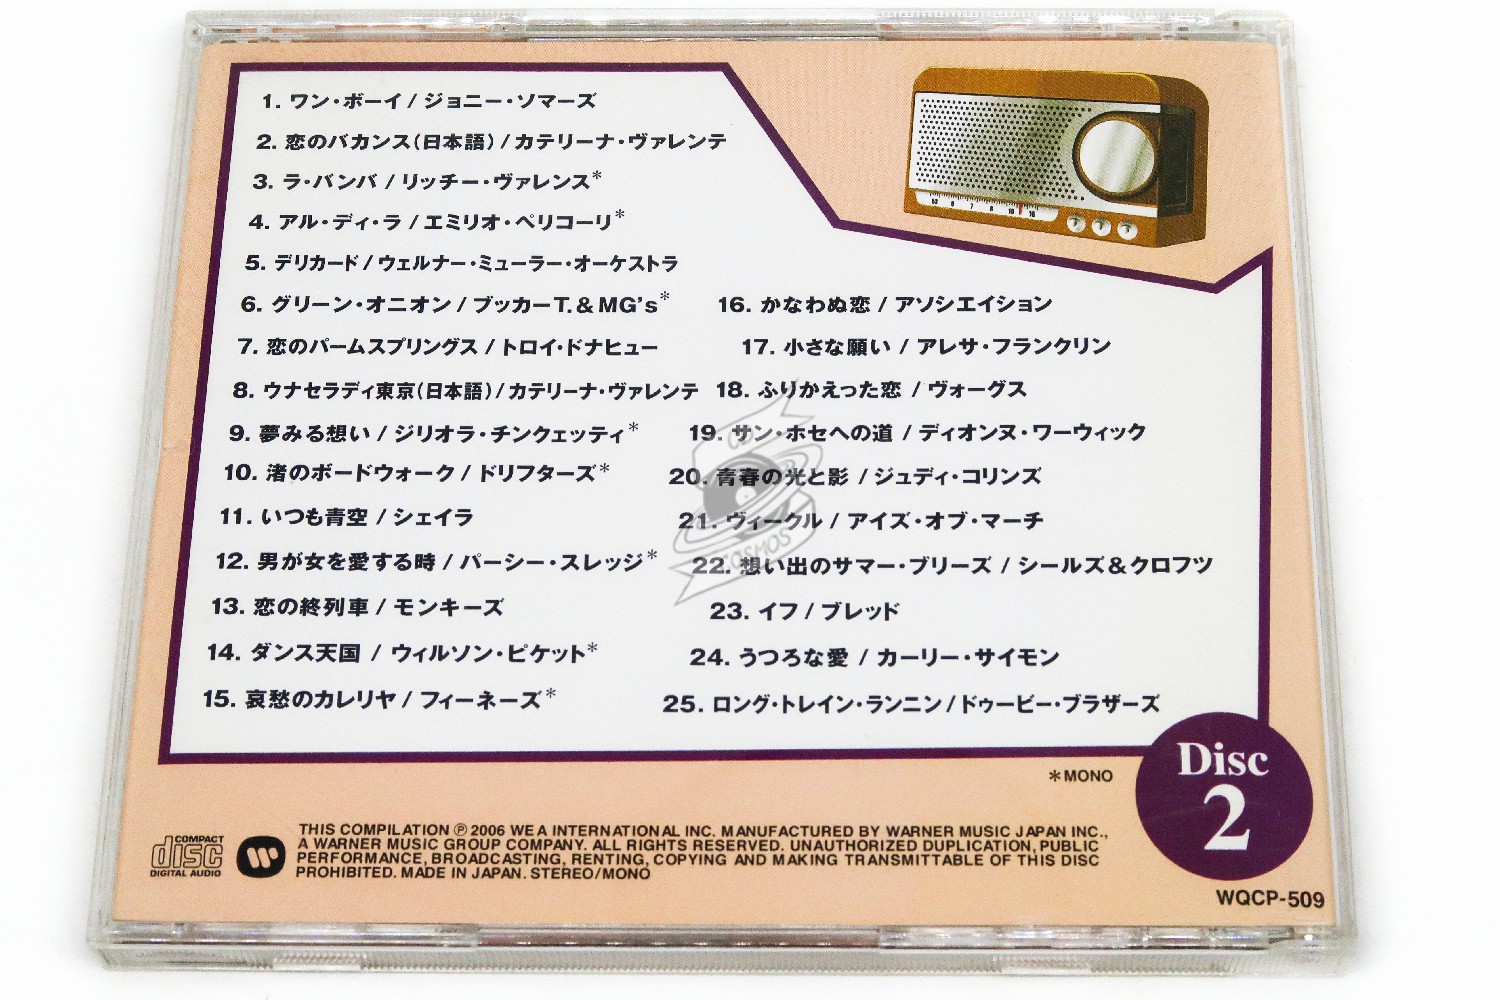 1. ワン・ボーイ / ジョニー・ソマーズ
2. 恋のバカンス(日本語) / カテリーナ・ヴァレンテ
3. ラ・バンバ / リッチー・ヴァレンス*
4. アル・ディ・ラ / エミリオ・ペリコーリ*
5. デリカード / ウェルナー・ミューラー・オーケストラ
6. グリーン・オニオン / ブッカーT.&MG's*
7. 恋のパームスプリングス / トロイ・ドナヒュー
8. ウナセラディ東京(日本語) / カテリーナ・ヴァレンテ
9. 夢みる想い / ジリオラ・チンクェッティ*
10. 渚のボードウォーク / ドリフターズ*
11. いつも青空 / シェイラ
12. 男が女を愛する時 / パーシー・スレッジ*
13. 恋の終列車 / モンキーズ
14. ダンス天国 / ウィルソン・ピケット*
15. 哀愁のカレリヤ / フィーネーズ*
16. かなわぬ恋 / アソシエイション
17. 小さな願い / アレサ・フランクリン
18. ふりかえった恋 / ヴォーグス
19. サン・ホセへの道 / ディオンヌ・ワーウィック
20. 青春の光と影 / ジュディ・コリンズ
21. ヴィークル / アイズ・オブ・マーチ
22. 想い出のサマー・ブリーズ / シールズ&クロフツ
23. イフ / ブレッド
24. うつろな愛 / カーリー・サイモン
25. ロング・トレイン・ランニン / ドゥービー・ブラザーズ
CD
COSMOS
*MONO
Disc
2
COMPACT
disc
DIGITAL AUDIO
THIS COMPILATION ℗ 2006 WEA INTERNATIONAL INC. MANUFACTURED BY WARNER MUSIC JAPAN INC.,
A WARNER MUSIC GROUP COMPANY. ALL RIGHTS RESERVED. UNAUTHORIZED DUPLICATION, PUBLIC
PERFORMANCE, BROADCASTING, RENTING, COPYING AND MAKING TRANSMITTABLE OF THIS DISC
PROHIBITED. MADE IN JAPAN. STEREO/MONO
WQCP-509